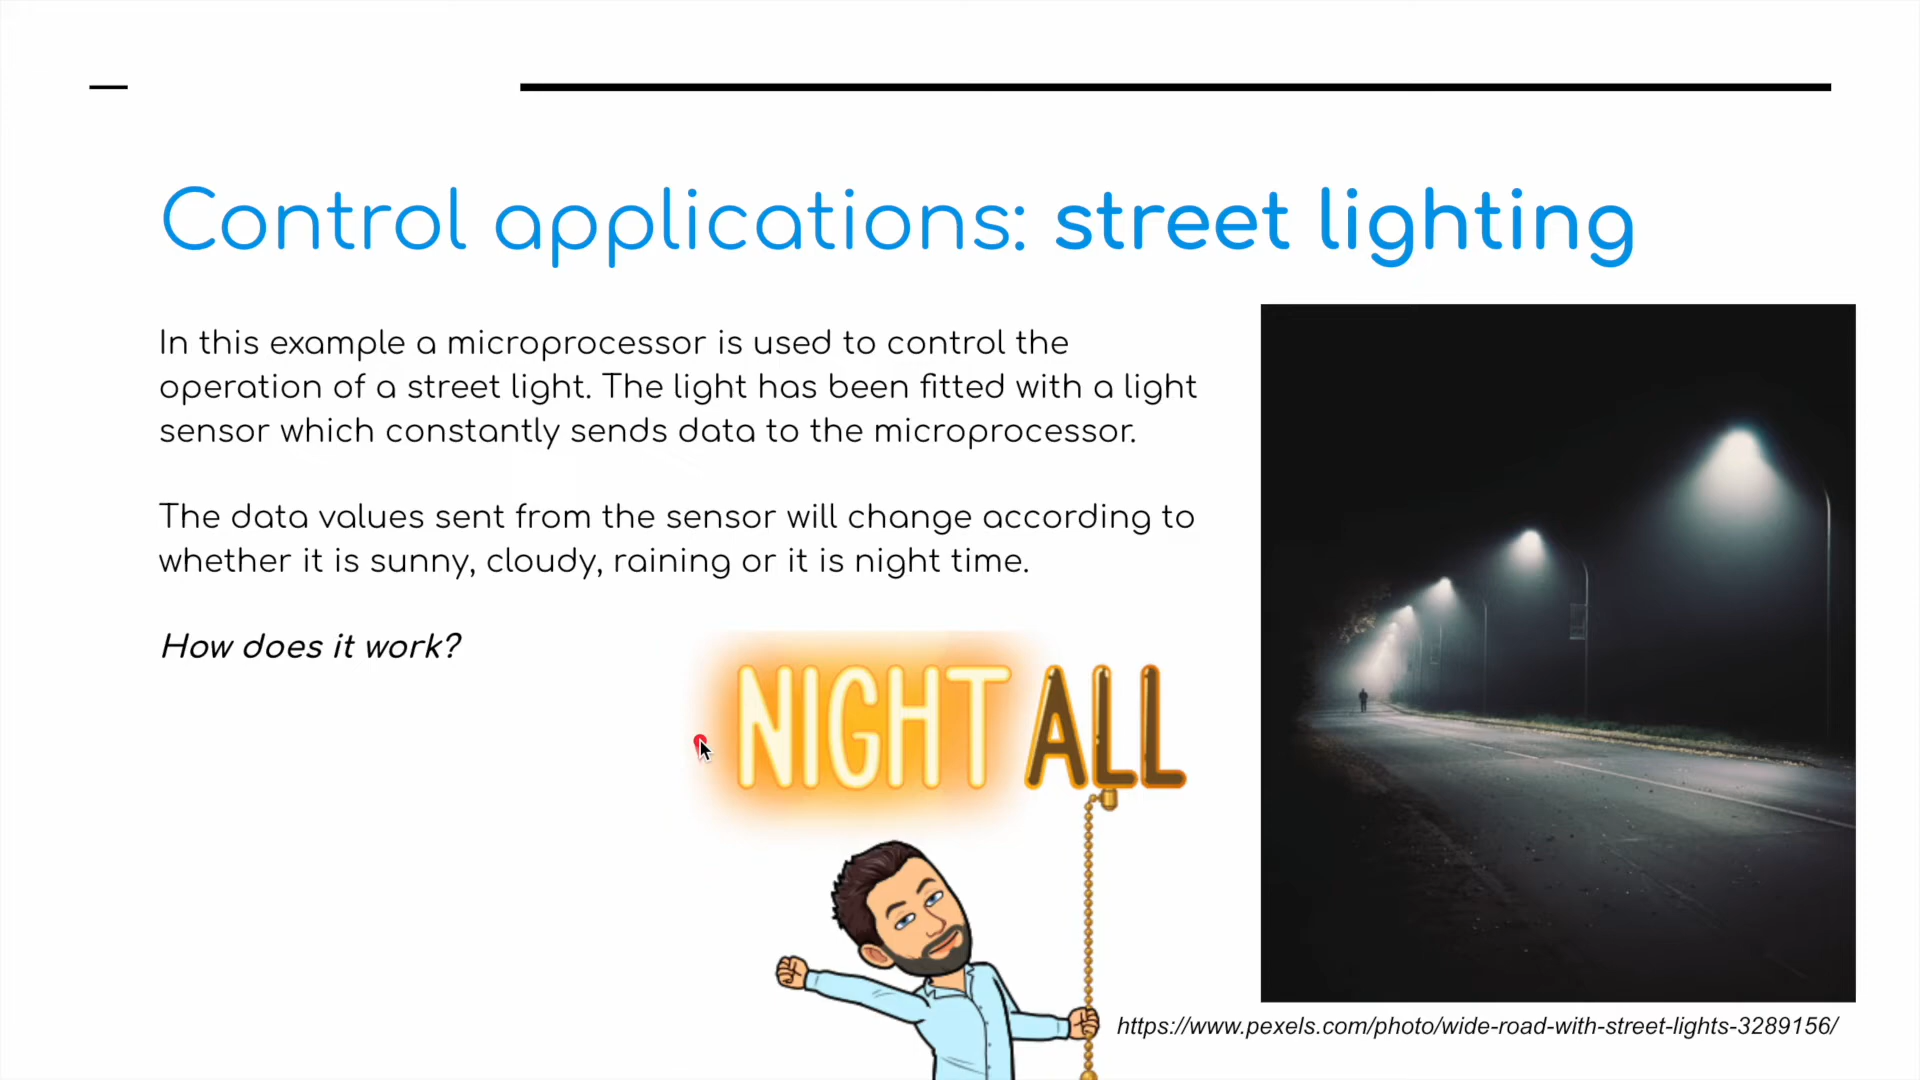 Control applications: street lighting
In this example a microprocessor is used to control the
operation of a street light. The light has been fitted with a light
sensor which constantly sends data to the microprocessor.
The data values sent from the sensor will change according to
whether it is sunny, cloudy, raining or it is night time.
How does it work?
NIGHT ALL
https://www.pexels.com/photo/wide-road-with-street-lights-3289156/